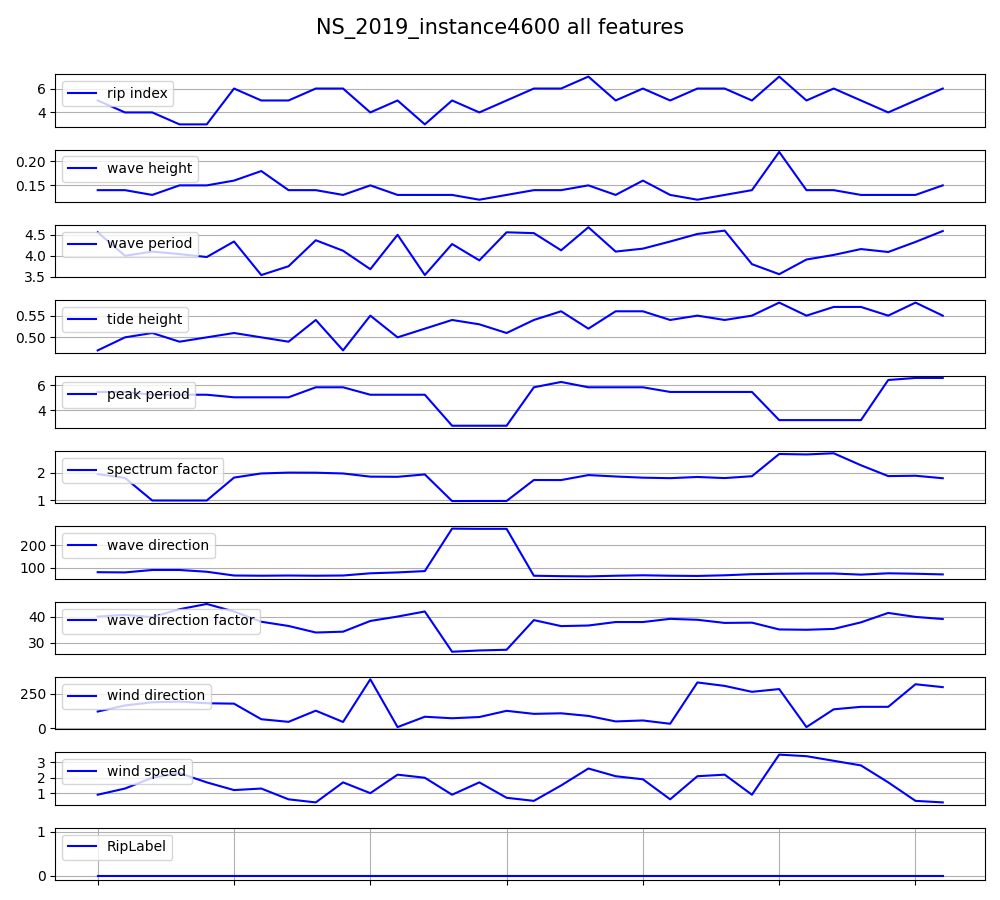 NS_2019_instance4600 all features
6
4
rip index
0.20
0.15
wave height
4.5
4.0
3.5
wave period
0.55
0.50
tide height
6
4
peak period
2
1
spectrum factor
200
100
wave direction
40
30
wave direction factor
250
0
wind direction
3
2
1
wind speed
1
0
RipLabel